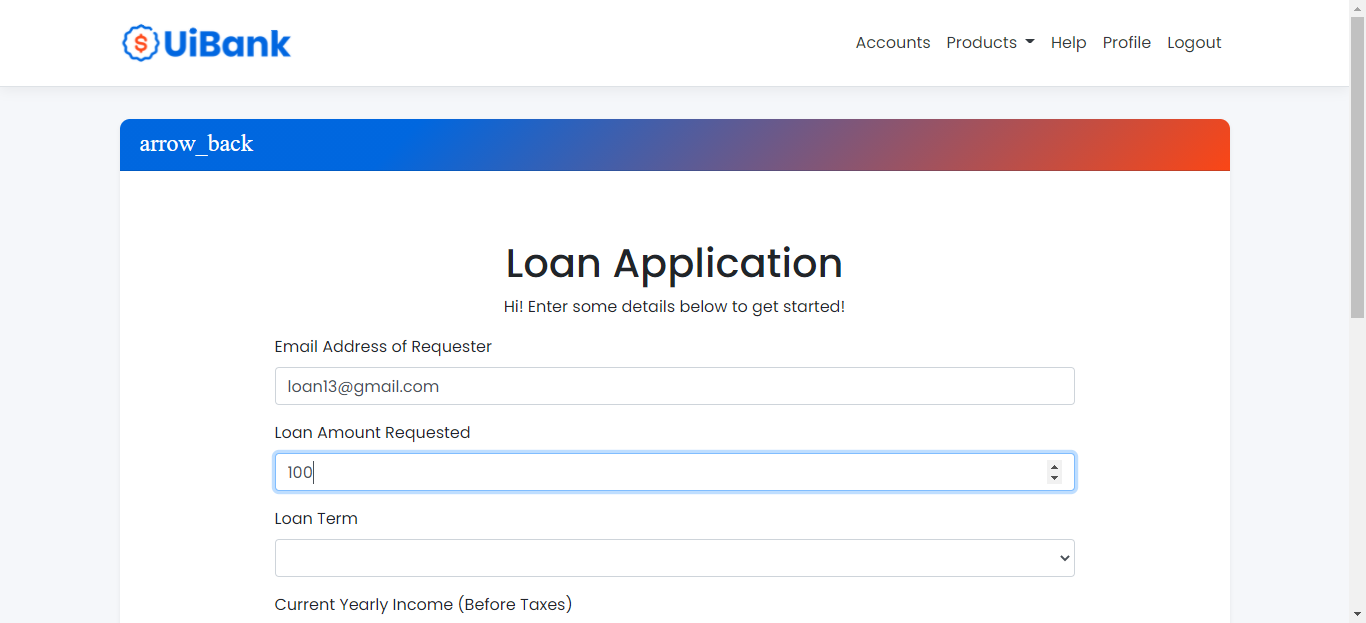 $ UiBank
Accounts Products Help Profile Logout
arrow_back
Loan Application
Hi! Enter some details below to get started!
Email Address of Requester
loan13@gmail.com
Loan Amount Requested
100
Loan Term
Current Yearly Income (Before Taxes)